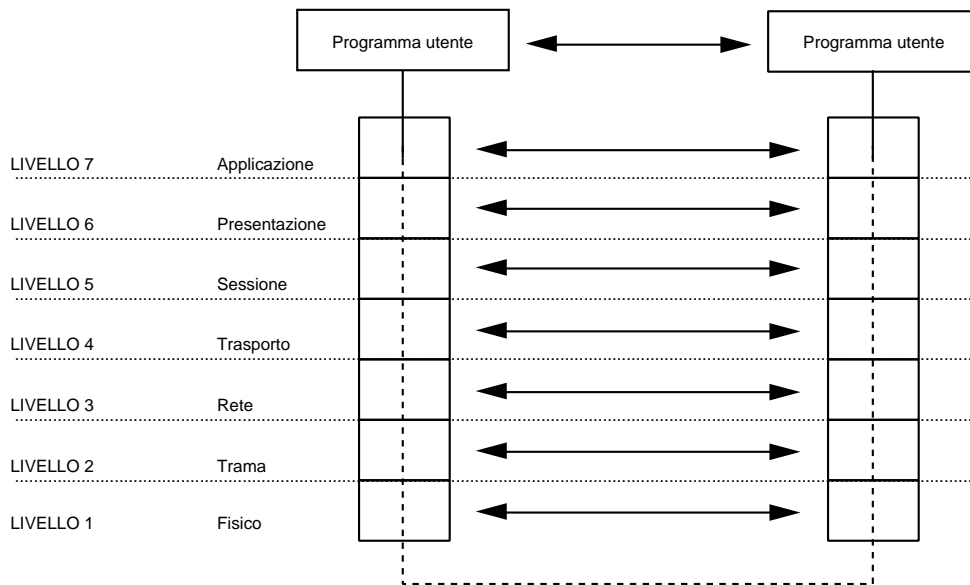 Programma utente Programma utente
LIVELLO 7 Applicazione
LIVELLO 6 Presentazione
LIVELLO 5 Sessione
LIVELLO 4 Trasporto
LIVELLO 3 Rete
LIVELLO 2 Trama
LIVELLO 1 Fisico